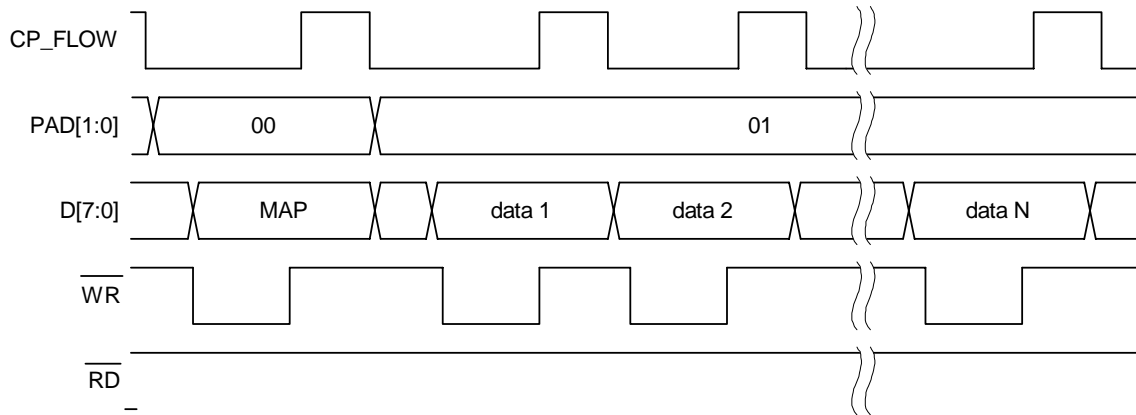 CP_FLOW
PAD[1:0] 00 01
D[7:0] MAP data 1 data 2 data N
WR
RD